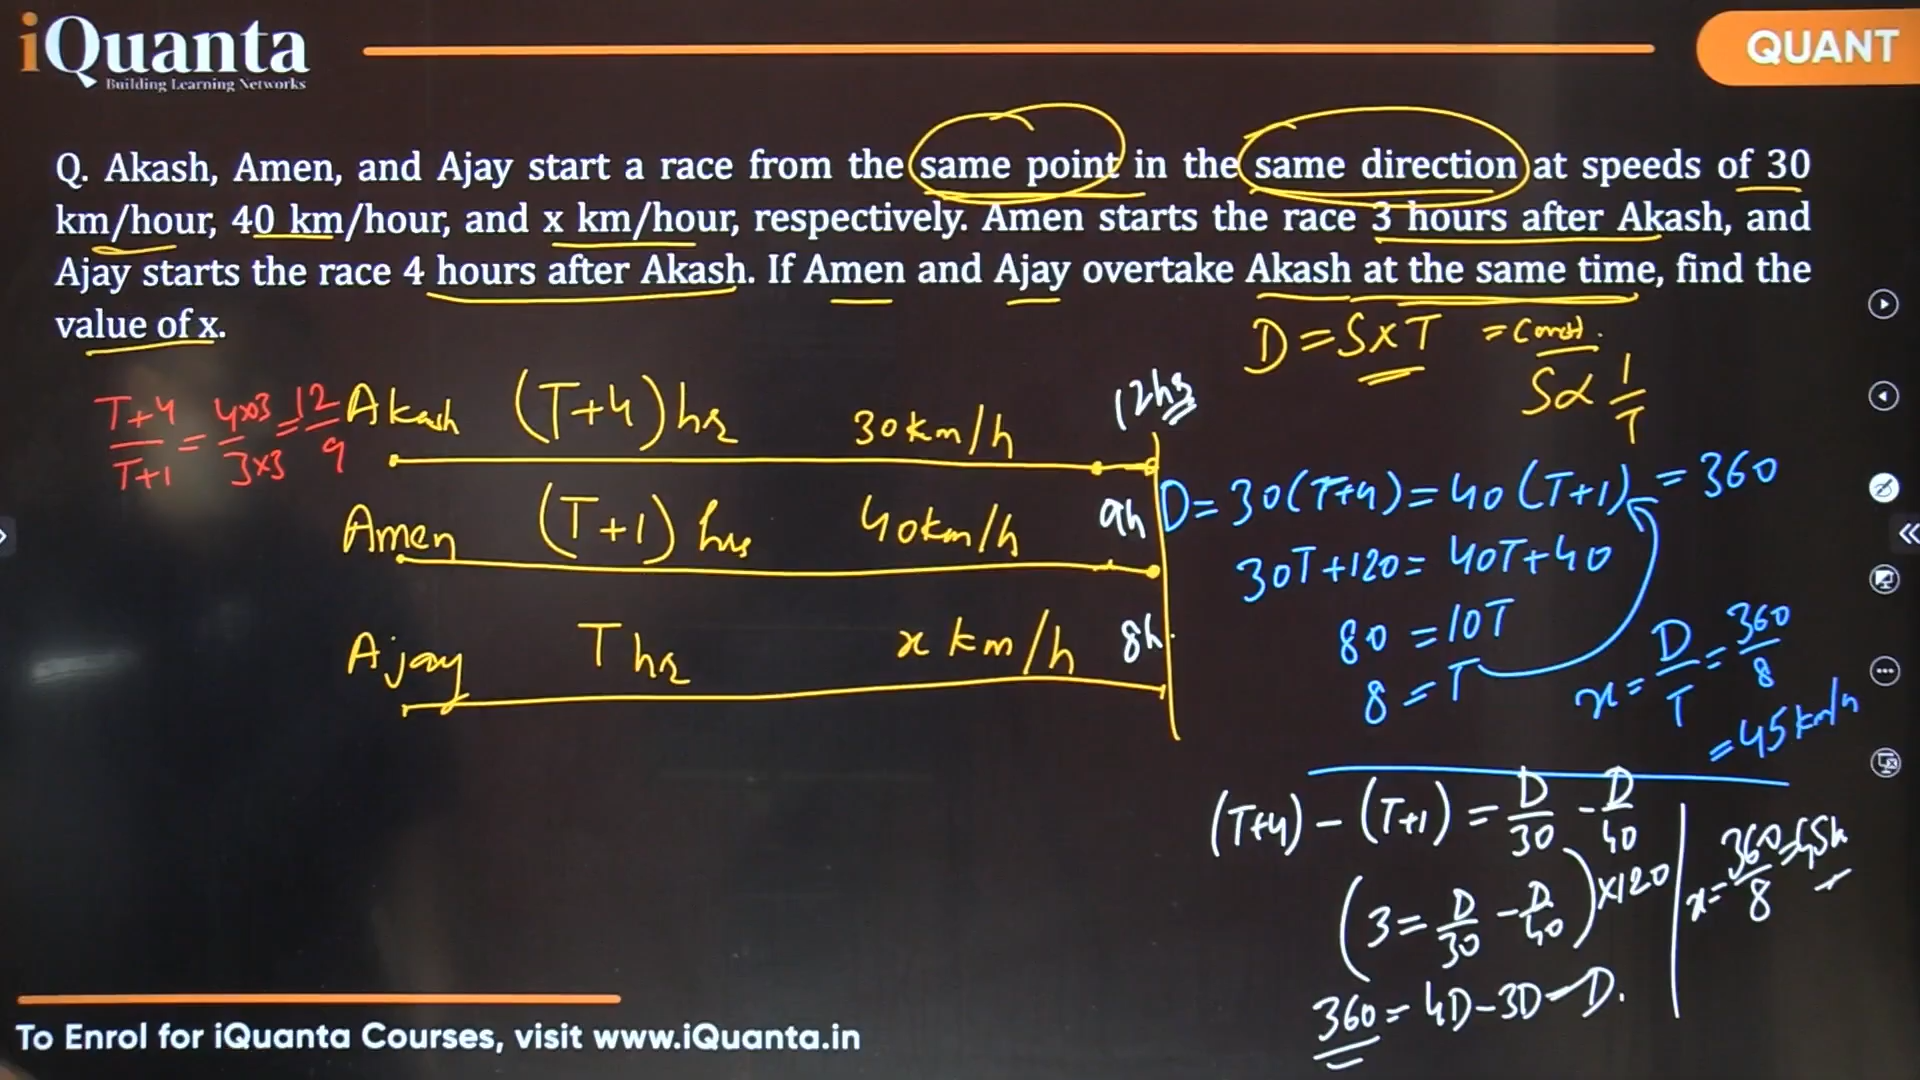 iQuanta
Building Learning Networks
QUANT
Q. Akash, Amen, and Ajay start a race from the same point in the same direction at speeds of 30
km/hour, 40 km/hour, and x km/hour, respectively. Amen starts the race 3 hours after Akash, and
Ajay starts the race 4 hours after Akash. If Amen and Ajay overtake Akash at the same time, find the
value of x.
D = S×T = Const.
S∝ 1/T
(T+4)/(T+1) = (4×3)/(3×3) = 12/9
Akash (T+4) hr 30km/h 12hs
Amen (T+1) hrs 40km/h 9h
Ajay T hr x km/h 8h
D = 30(T+4) = 40(T+1) = 360
30T+120 = 40T+40
80 = 10T
8 = T
x = D/T = 360/8
= 45km/h
(T+4) – (T+1) = D/30 – D/40
(3 = D/30 – D/40) ×120
360 = 4D – 3D = D.
x = 360/8 = 45k
To Enrol for iQuanta Courses, visit www.iQuanta.in